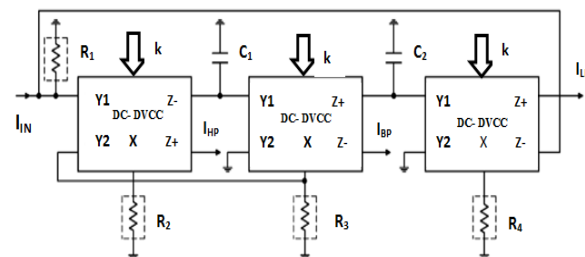 R1
k
C1
k
C2
k
IL
Y1
Z-
Y1
Z+
Y1
Z+
DC- DVCC
DC- DVCC
DC- DVCC
IIN
IHP
IBP
Y2
X
Z+
Y2
X
Z-
Y2
X
Z-
R2
R3
R4